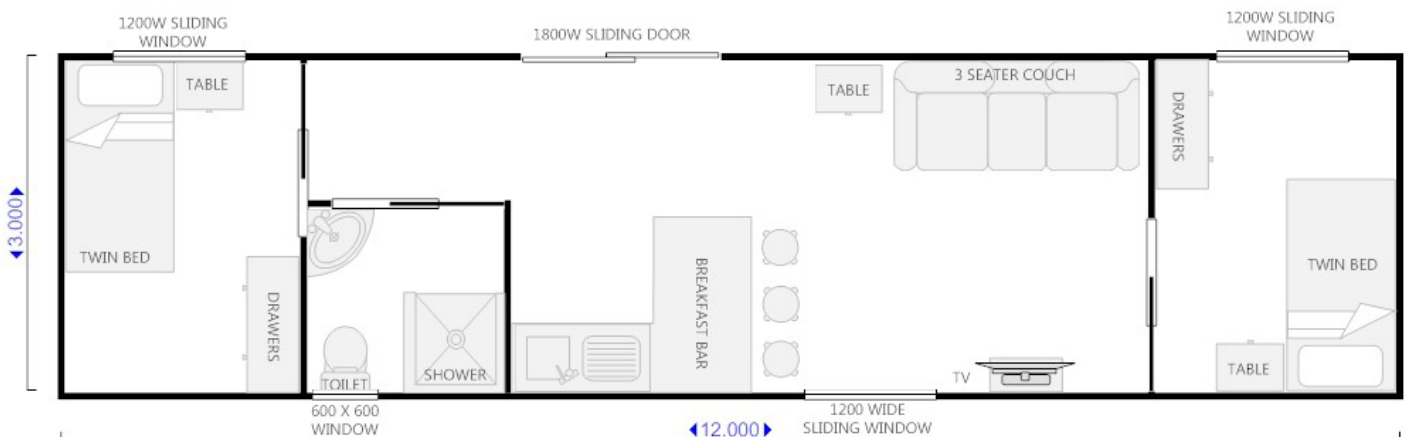 1200W SLIDING
WINDOW
1800W SLIDING DOOR
1200W SLIDING
WINDOW
TABLE
TABLE
3 SEATER COUCH
DRAWERS
3.000
TWIN BED
DRAWERS
BREAKFAST BAR
TWIN BED
TOILET
SHOWER
TV
TABLE
600 X 600
WINDOW
12.000
1200 WIDE
SLIDING WINDOW